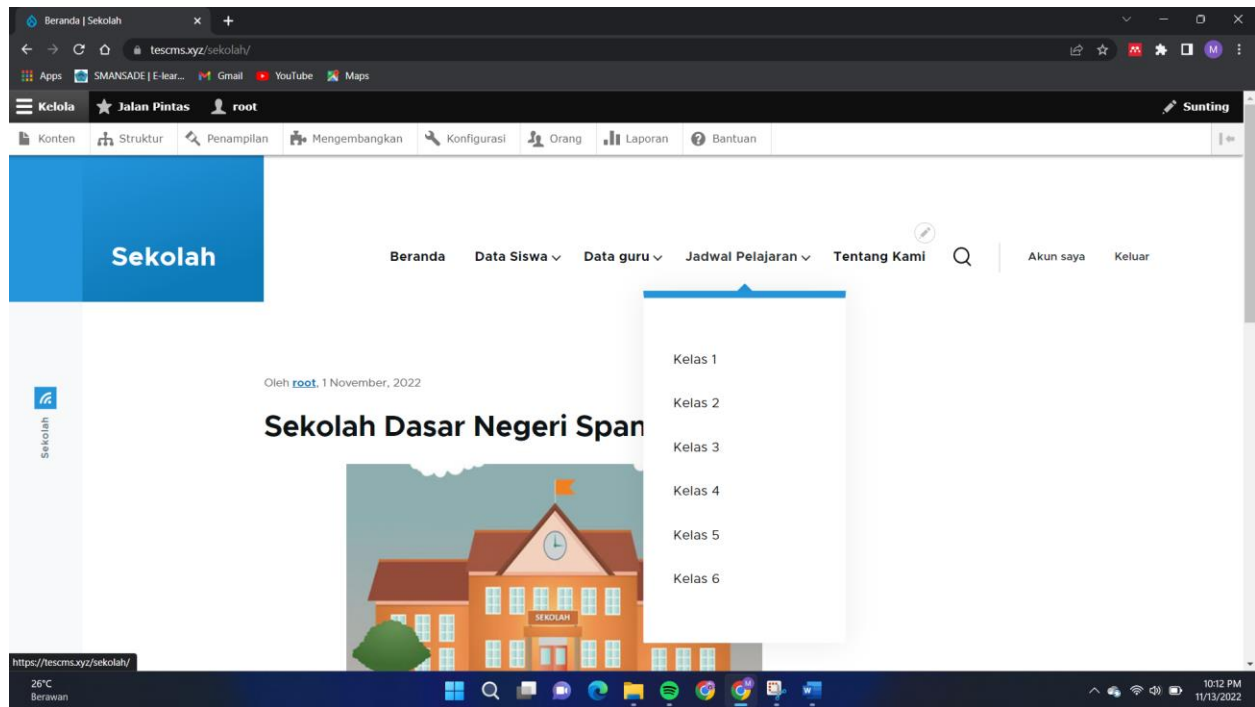 Beranda | Sekolah
tescms.xyz/sekolah/
M
Apps SMANSADE | E-lear... Gmail YouTube Maps
Kelola Jalan Pintas root Sunting
Konten Struktur Penampilan Mengembangkan Konfigurasi Orang Laporan Bantuan
Sekolah Beranda Data Siswa Data guru Jadwal Pelajaran Tentang Kami Akun saya Keluar
Kelas 1
Kelas 2
Kelas 3
Kelas 4
Kelas 5
Kelas 6
Sekolah
Oleh root, 1 November, 2022
Sekolah Dasar Negeri Span
SEKOLAH
https://tescms.xyz/sekolah/
26°C
Berawan
10:12 PM
11/13/2022